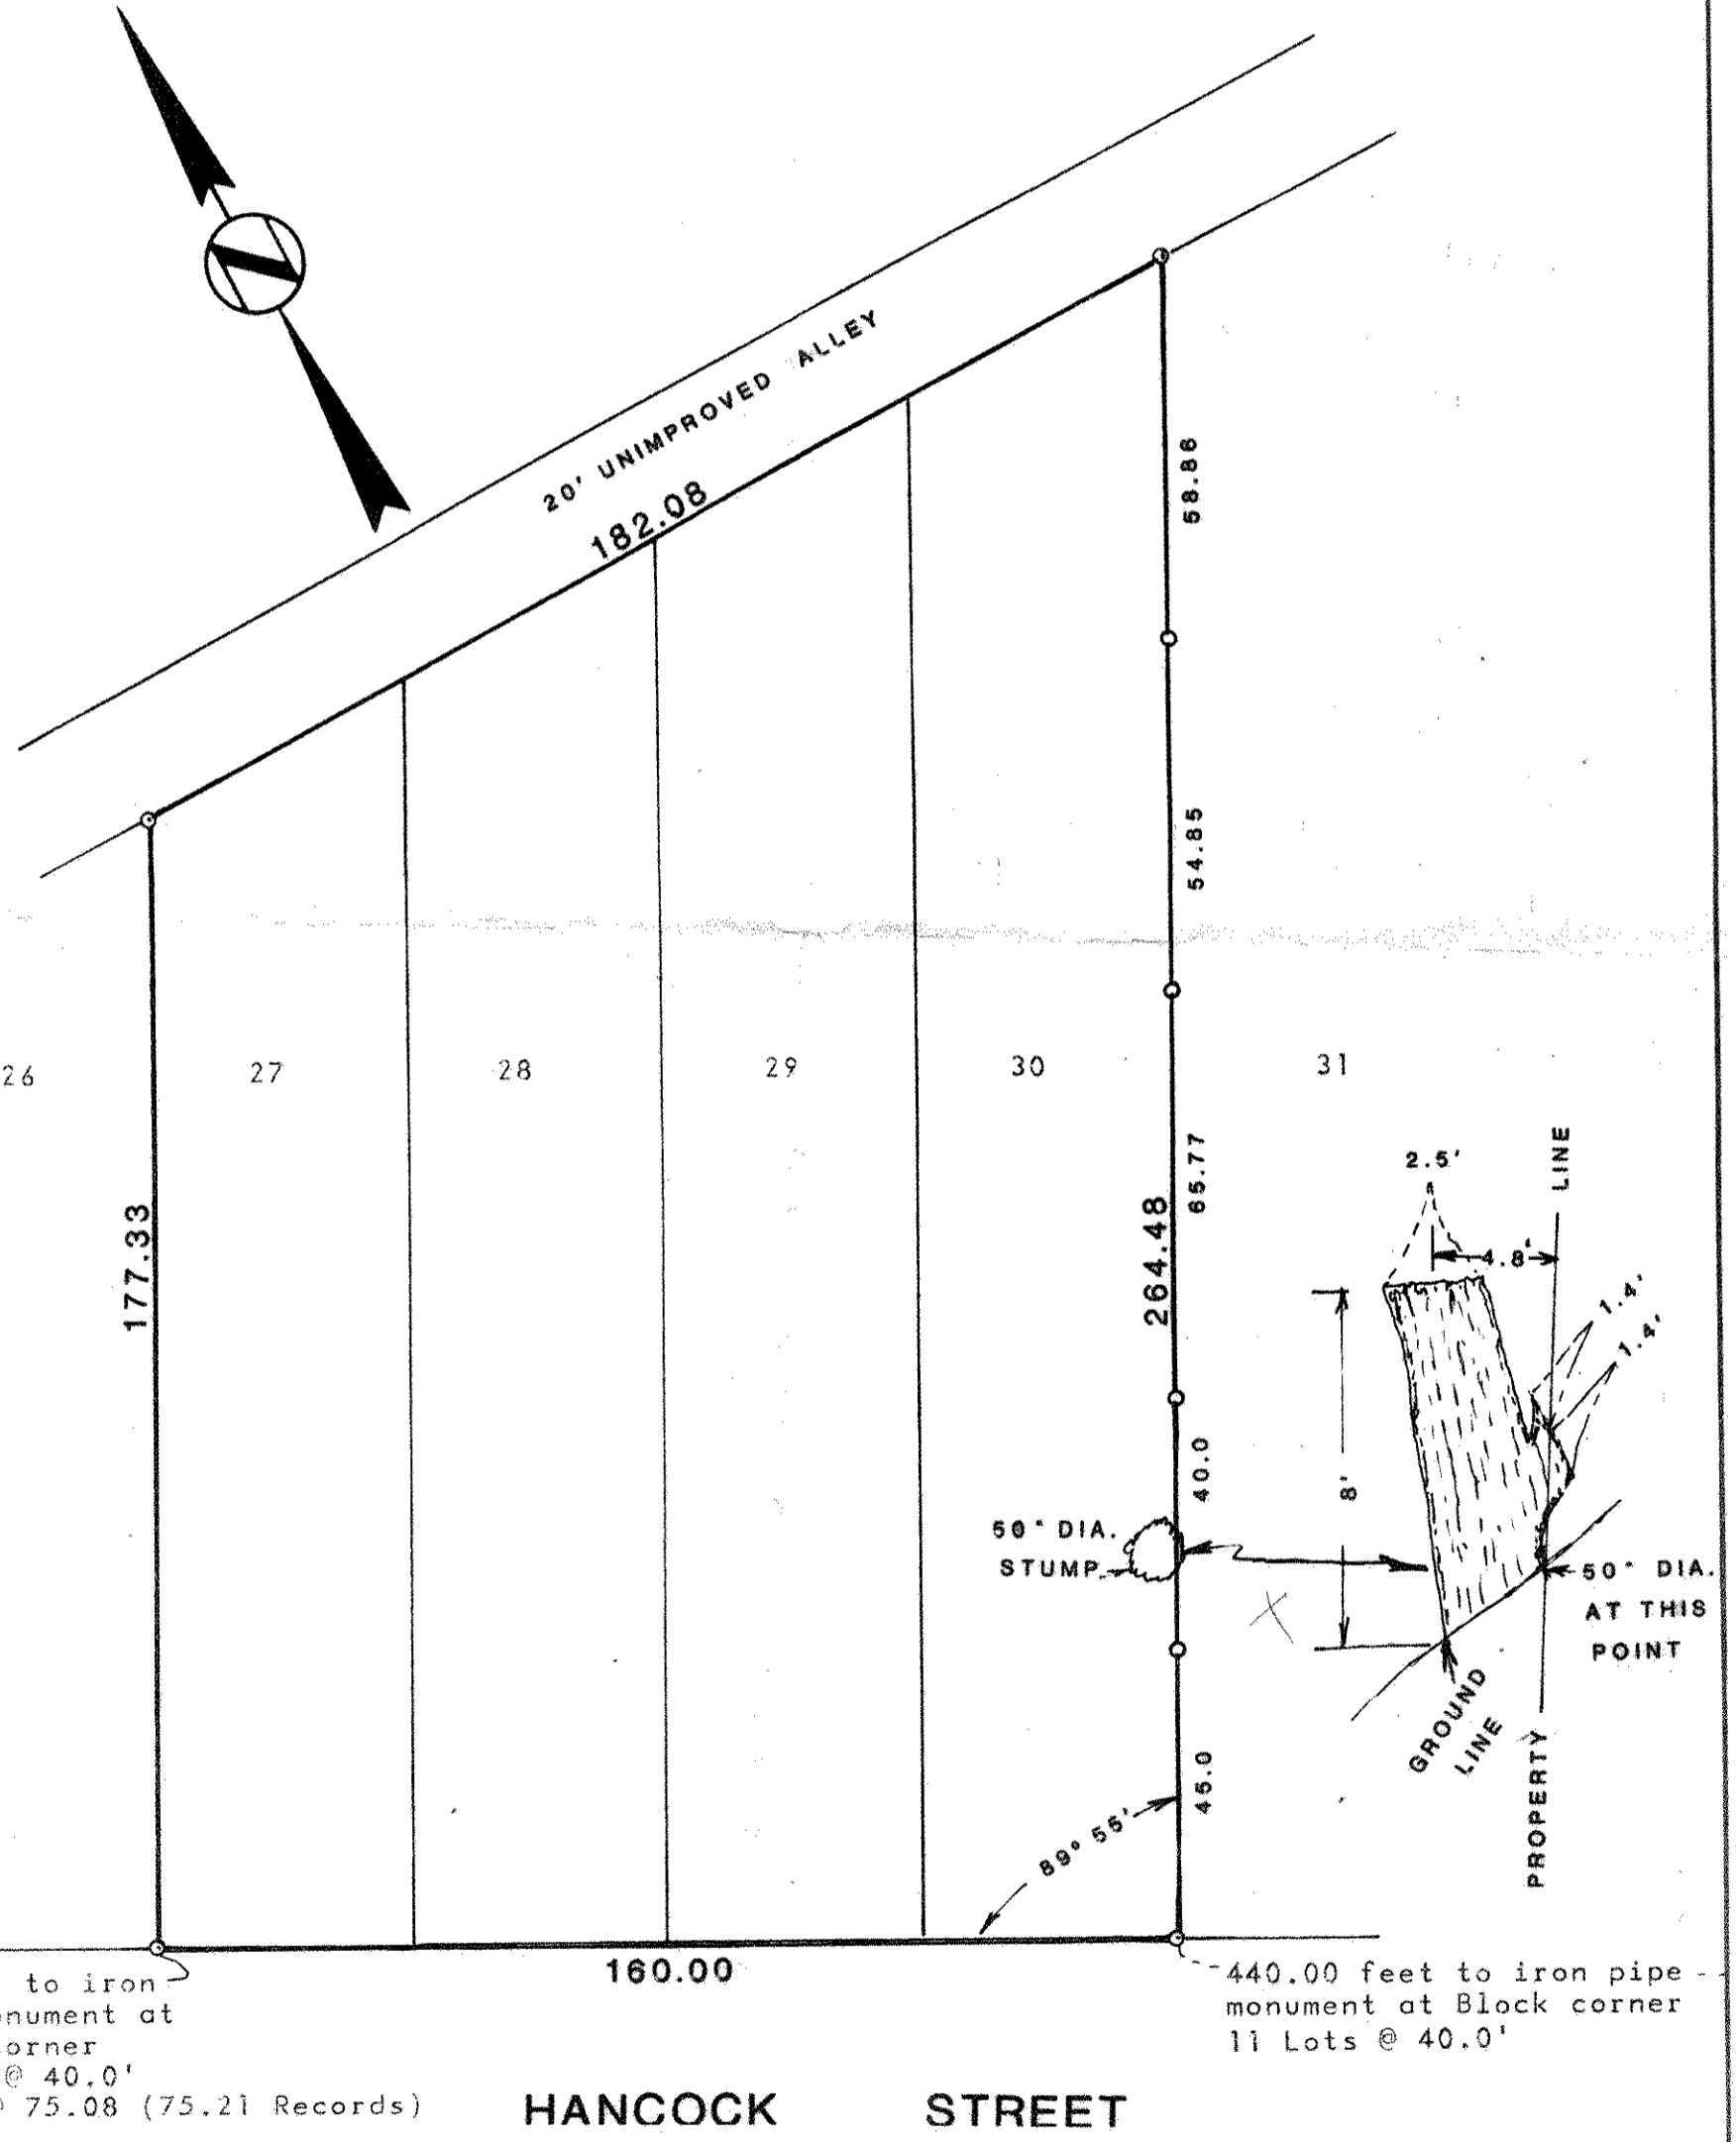 N
20' UNIMPROVED ALLEY
182.08
58.86
54.85
26
27
28
29
30
31
65.77
264.48
177.33
2.5'
LINE
4.8'
1.4'
1.4'
8'
40.0
50" DIA.
STUMP
50" DIA.
AT THIS
POINT
GROUND
LINE
PROPERTY
45.0
89° 55'
160.00
to iron
onument at
orner
@ 40.0'
@ 75.08 (75.21 Records)
440.00 feet to iron pipe
monument at Block corner
11 Lots @ 40.0'
HANCOCK STREET